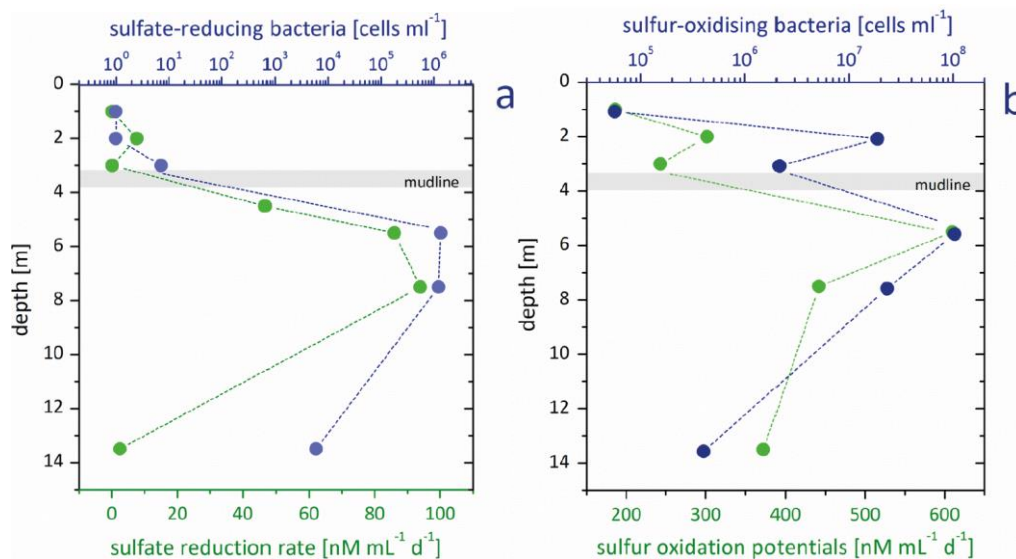 sulfate-reducing bacteria [cells ml⁻¹]
10⁰ 10¹ 10² 10³ 10⁴ 10⁵ 10⁶
0
2
4
6
8
10
12
14
depth [m]
mudline
a
0 20 40 60 80 100
sulfate reduction rate [nM mL⁻¹ d⁻¹]
sulfur-oxidising bacteria [cells ml⁻¹]
10⁵ 10⁶ 10⁷ 10⁸
0
2
4
6
8
10
12
14
depth [m]
mudline
b
200 300 400 500 600
sulfur oxidation potentials [nM mL⁻¹ d⁻¹]